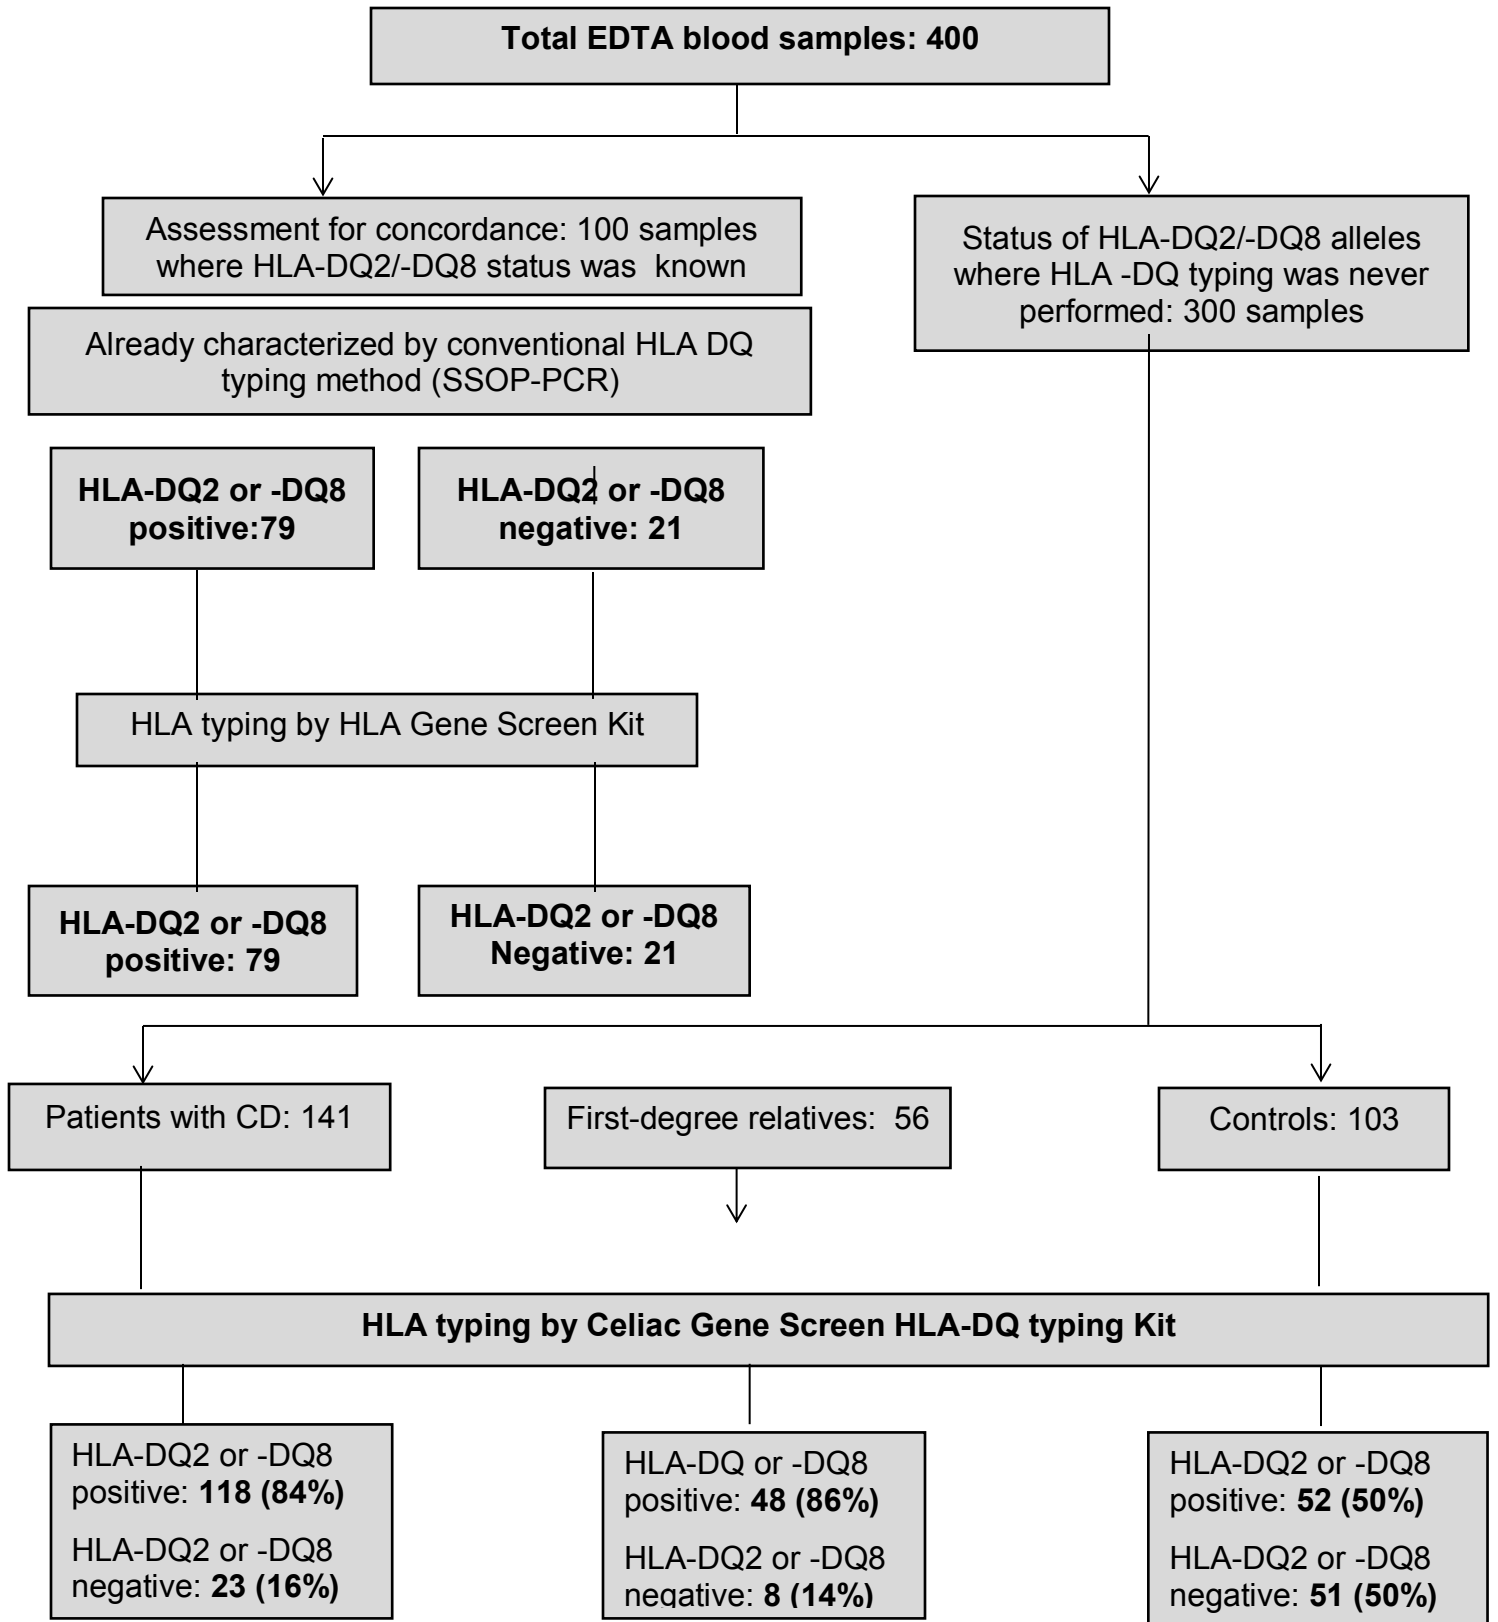 Total EDTA blood samples: 400
Assessment for concordance: 100 samples
where HLA-DQ2/-DQ8 status was known
Status of HLA-DQ2/-DQ8 alleles
where HLA -DQ typing was never
performed: 300 samples
Already characterized by conventional HLA DQ
typing method (SSOP-PCR)
HLA-DQ2 or -DQ8
positive:79
HLA-DQ2 or -DQ8
negative: 21
HLA typing by HLA Gene Screen Kit
HLA-DQ2 or -DQ8
positive: 79
HLA-DQ2 or -DQ8
Negative: 21
Patients with CD: 141
First-degree relatives: 56
Controls: 103
HLA typing by Celiac Gene Screen HLA-DQ typing Kit
HLA-DQ2 or -DQ8
positive: 118 (84%)
HLA-DQ2 or -DQ8
negative: 23 (16%)
HLA-DQ or -DQ8
positive: 48 (86%)
HLA-DQ2 or -DQ8
negative: 8 (14%)
HLA-DQ2 or -DQ8
positive: 52 (50%)
HLA-DQ2 or -DQ8
negative: 51 (50%)